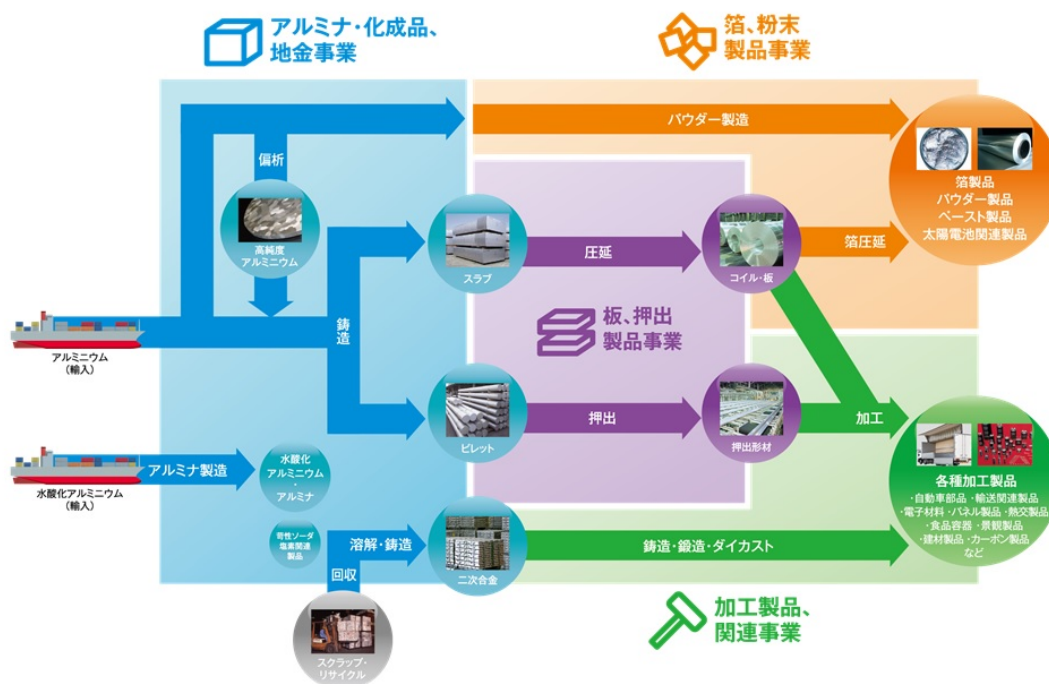 アルミナ・化成品、
地金事業
箔、粉末
製品事業
パウダー製造
偏析
高純度
アルミニウム
箔製品
パウダー製品
ペースト製品
太陽電池関連製品
スラブ
圧延
コイル・板
箔圧延
鋳造
板、押出
製品事業
アルミニウム
(輸入)
ビレット
押出
押出形材
加工
アルミナ製造
水酸化アルミニウム
(輸入)
水酸化
アルミニウム
・
アルミナ
各種加工製品
・自動車部品・輸送関連製品
・電子材料・パネル製品・熱交製品
・食品容器・景観製品
・建材製品・カーボン製品
など
苛性ソーダ
塩素関連
製品
溶解・鋳造
二次合金
鋳造・鍛造・ダイカスト
回収
スクラップ・
リサイクル
加工製品、
関連事業